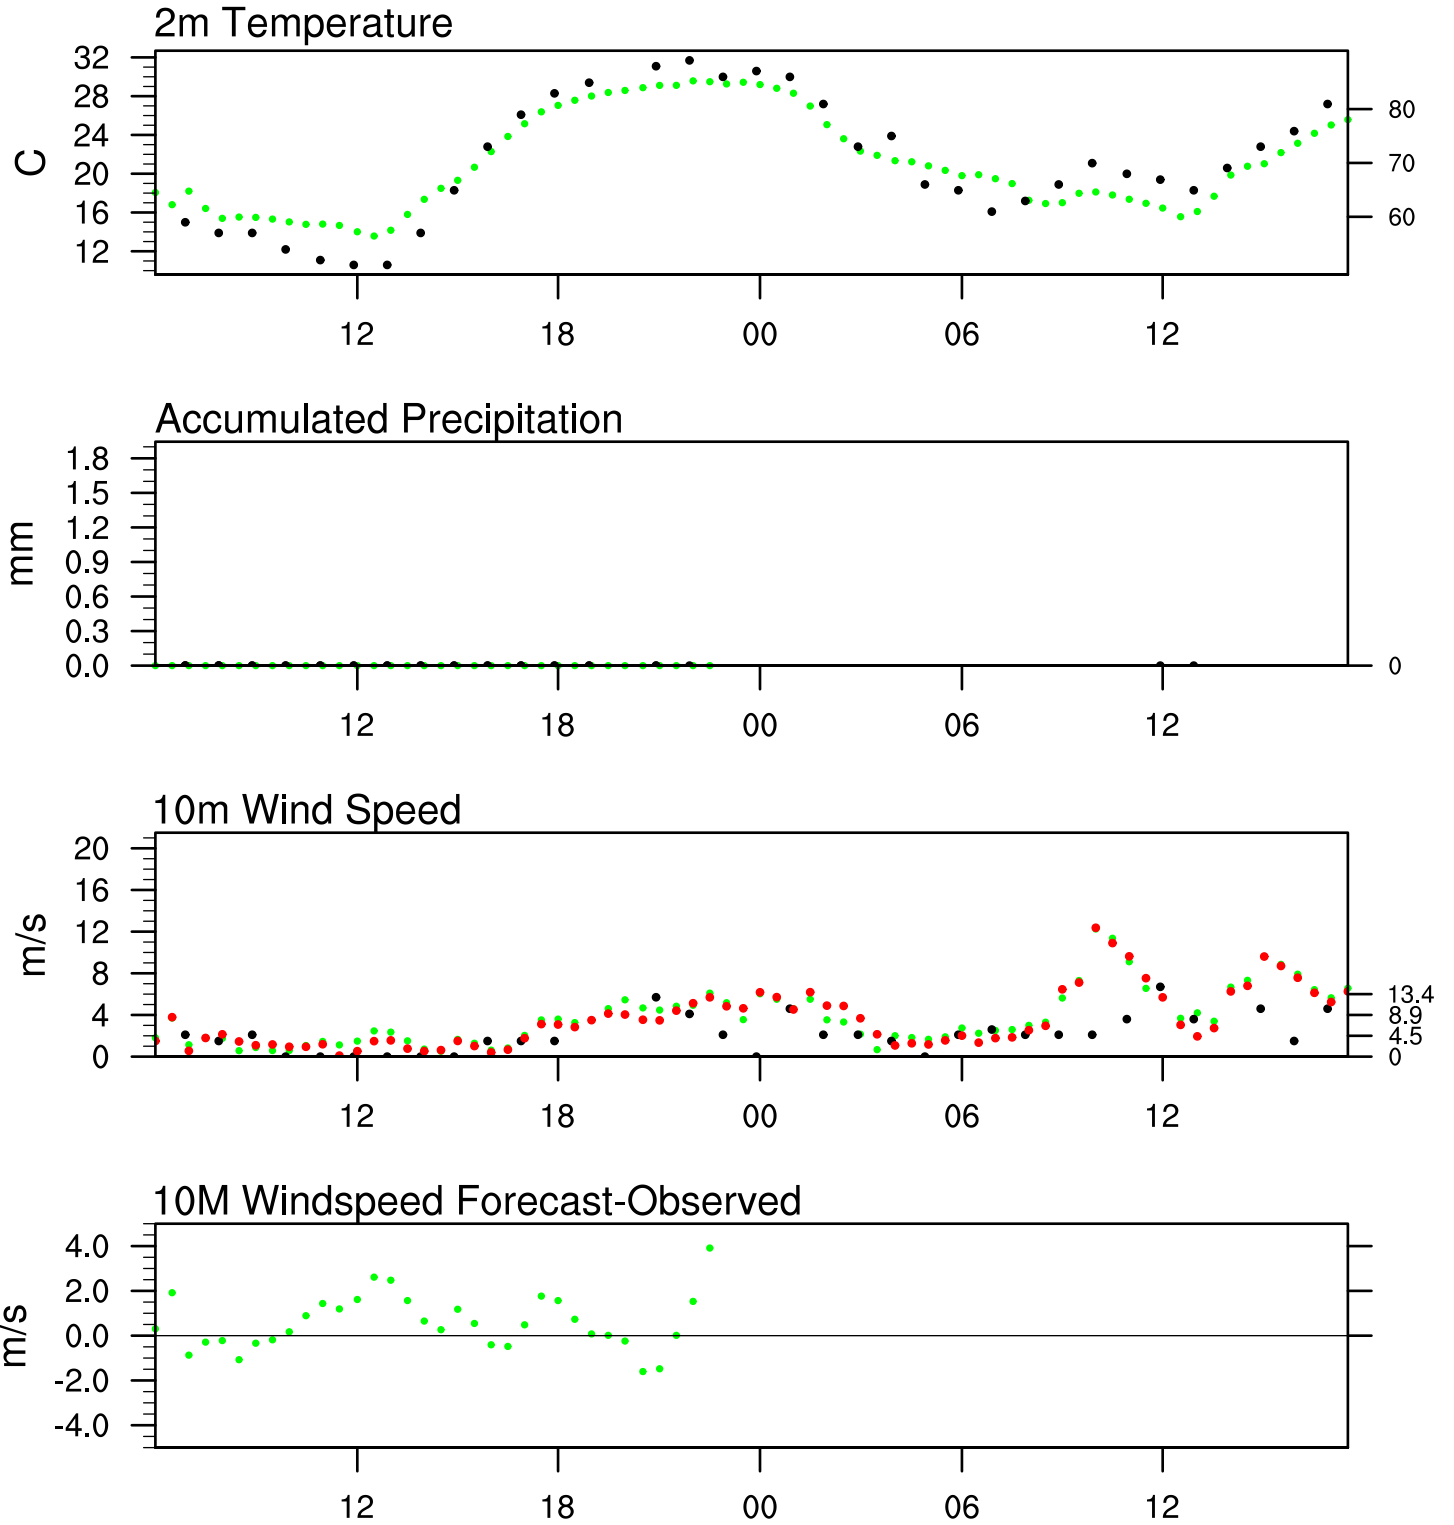 2m Temperature
C
32
28
24
20
16
12
80
70
60
12 18 00 06 12
Accumulated Precipitation
mm
1.8
1.5
1.2
0.9
0.6
0.3
0.0
0
12 18 00 06 12
10m Wind Speed
m/s
20
16
12
8
4
0
13.4
8.9
4.5
0
12 18 00 06 12
10M Windspeed Forecast-Observed
m/s
4.0
2.0
0.0
-2.0
-4.0
12 18 00 06 12